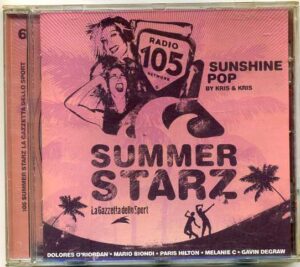 6
105 SUMMER STARZ LA GAZZETTA DELLO SPORT
RADIO
105
NETWORK
SUNSHINE
POP
BY KRIS & KRIS
SUMMER
STARZ
La Gazzetta dello Sport
DOLORES O'RIORDAN • MARIO BIONDI • PARIS HILTON • MELANIE C • GAVIN DEGRAW